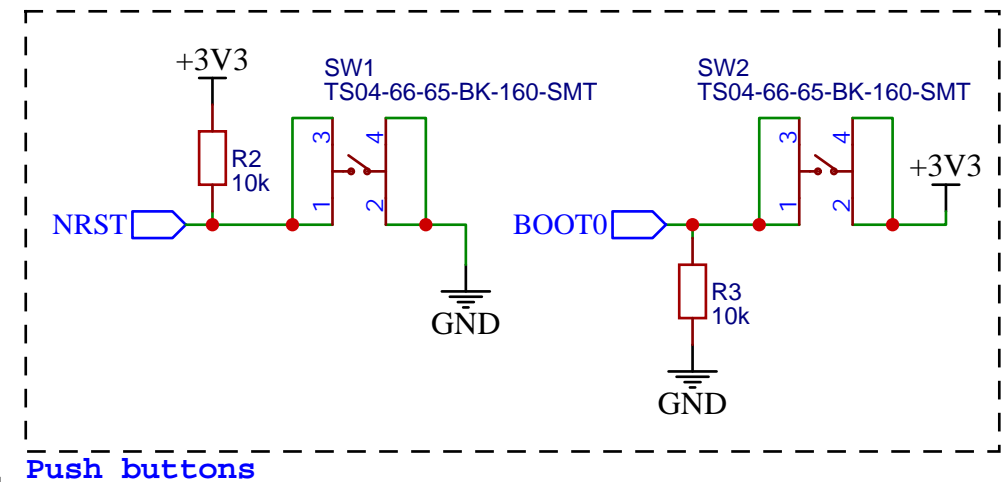 +3V3
SW1
TS04-66-65-BK-160-SMT
R2
10k
3
4
1
2
NRST
GND
SW2
TS04-66-65-BK-160-SMT
3
4
1
2
+3V3
BOOT0
R3
10k
GND
Push buttons